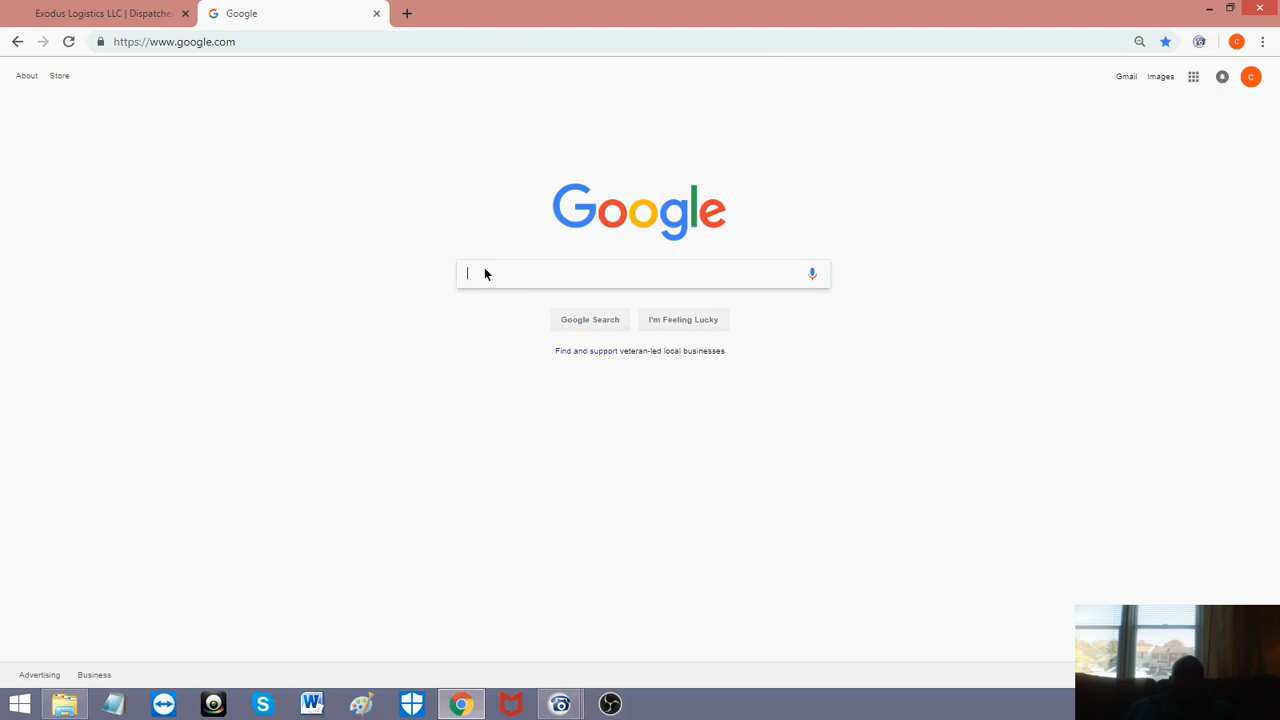 Exodus Logistics LLC | Dispatche
Google
https://www.google.com
C
About Store
Gmail Images
C
Google
Google Search I'm Feeling Lucky
Find and support veteran-led local businesses
Advertising Business